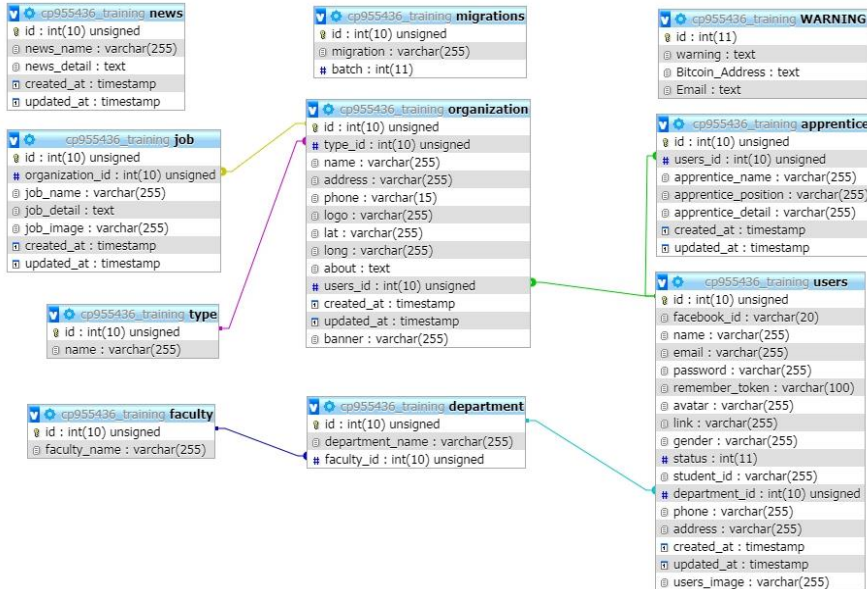 cp955436_training news
id : int(10) unsigned
news_name : varchar(255)
news_detail : text
created_at : timestamp
updated_at : timestamp
cp955436_training migrations
id : int(10) unsigned
migration : varchar(255)
batch : int(11)
cp955436_training WARNING
id : int(11)
warning : text
Bitcoin_Address : text
Email : text
cp955436_training job
id : int(10) unsigned
organization_id : int(10) unsigned
job_name : varchar(255)
job_detail : text
job_image : varchar(255)
created_at : timestamp
updated_at : timestamp
cp955436_training organization
id : int(10) unsigned
type_id : int(10) unsigned
name : varchar(255)
address : varchar(255)
phone : varchar(15)
logo : varchar(255)
lat : varchar(255)
long : varchar(255)
about : text
users_id : int(10) unsigned
created_at : timestamp
updated_at : timestamp
banner : varchar(255)
cp955436_training apprentice
id : int(10) unsigned
users_id : int(10) unsigned
apprentice_name : varchar(255)
apprentice_position : varchar(255)
apprentice_detail : varchar(255)
created_at : timestamp
updated_at : timestamp
cp955436_training type
id : int(10) unsigned
name : varchar(255)
cp955436_training users
id : int(10) unsigned
facebook_id : varchar(20)
name : varchar(255)
email : varchar(255)
password : varchar(255)
remember_token : varchar(100)
avatar : varchar(255)
link : varchar(255)
gender : varchar(255)
status : int(11)
student_id : varchar(255)
department_id : int(10) unsigned
phone : varchar(255)
address : varchar(255)
created_at : timestamp
updated_at : timestamp
users_image : varchar(255)
cp955436_training faculty
id : int(10) unsigned
faculty_name : varchar(255)
cp955436_training department
id : int(10) unsigned
department_name : varchar(255)
faculty_id : int(10) unsigned